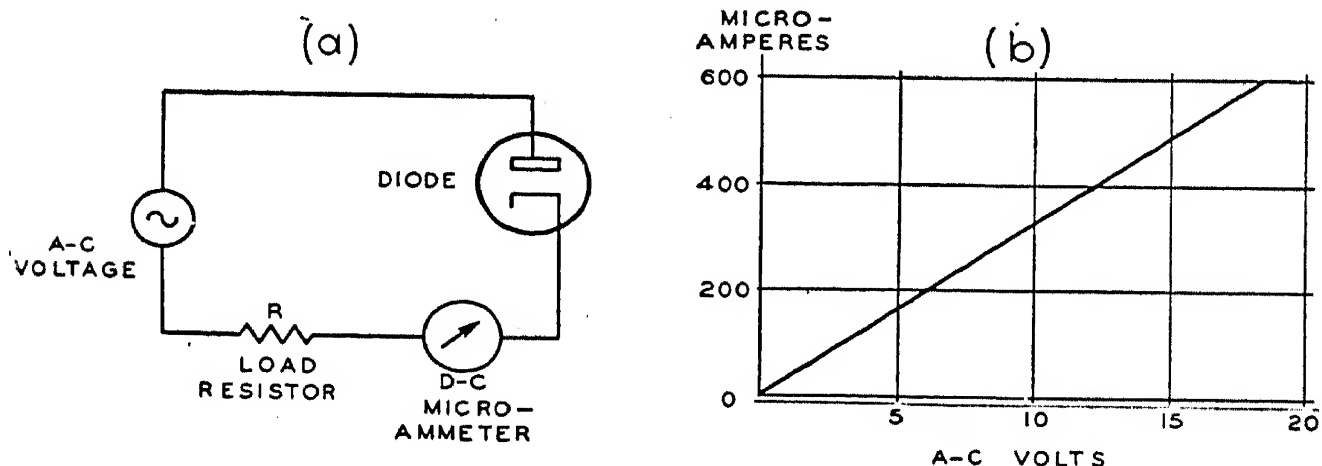 (a)
DIODE
A-C
VOLTAGE
R
LOAD
RESISTOR
D-C
MICRO-
AMMETER
MICRO-
AMPERES
(b)
600
400
200
0
5
10
15
20
A-C VOLTS